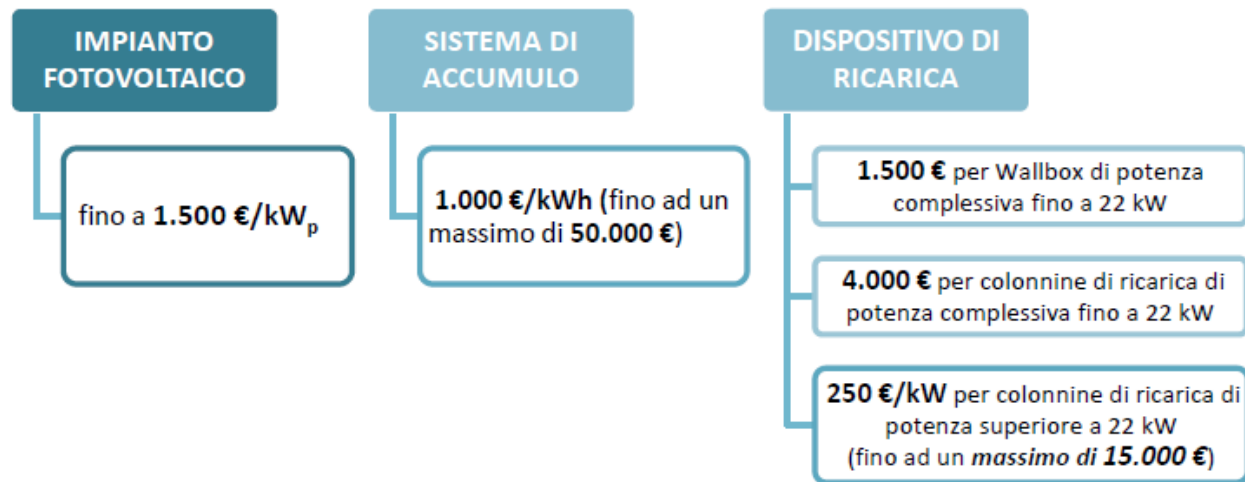 IMPIANTO
FOTOVOLTAICO
fino a 1.500 €/kWp
SISTEMA DI
ACCUMULO
1.000 €/kWh (fino ad un
massimo di 50.000 €)
DISPOSITIVO DI
RICARICA
1.500 € per Wallbox di potenza
complessiva fino a 22 kW
4.000 € per colonnine di ricarica di
potenza complessiva fino a 22 kW
250 €/kW per colonnine di ricarica di
potenza superiore a 22 kW
(fino ad un massimo di 15.000 €)